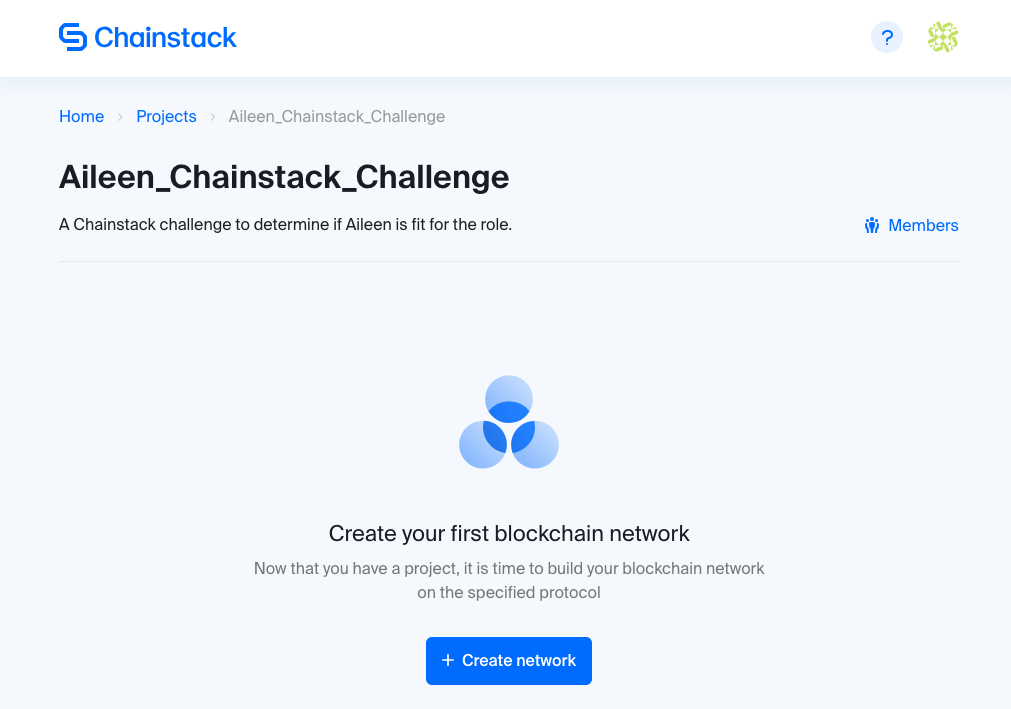 Chainstack
?
Home > Projects > Aileen_Chainstack_Challenge
Aileen_Chainstack_Challenge
A Chainstack challenge to determine if Aileen is fit for the role.
Members
Create your first blockchain network
Now that you have a project, it is time to build your blockchain network
on the specified protocol
+ Create network